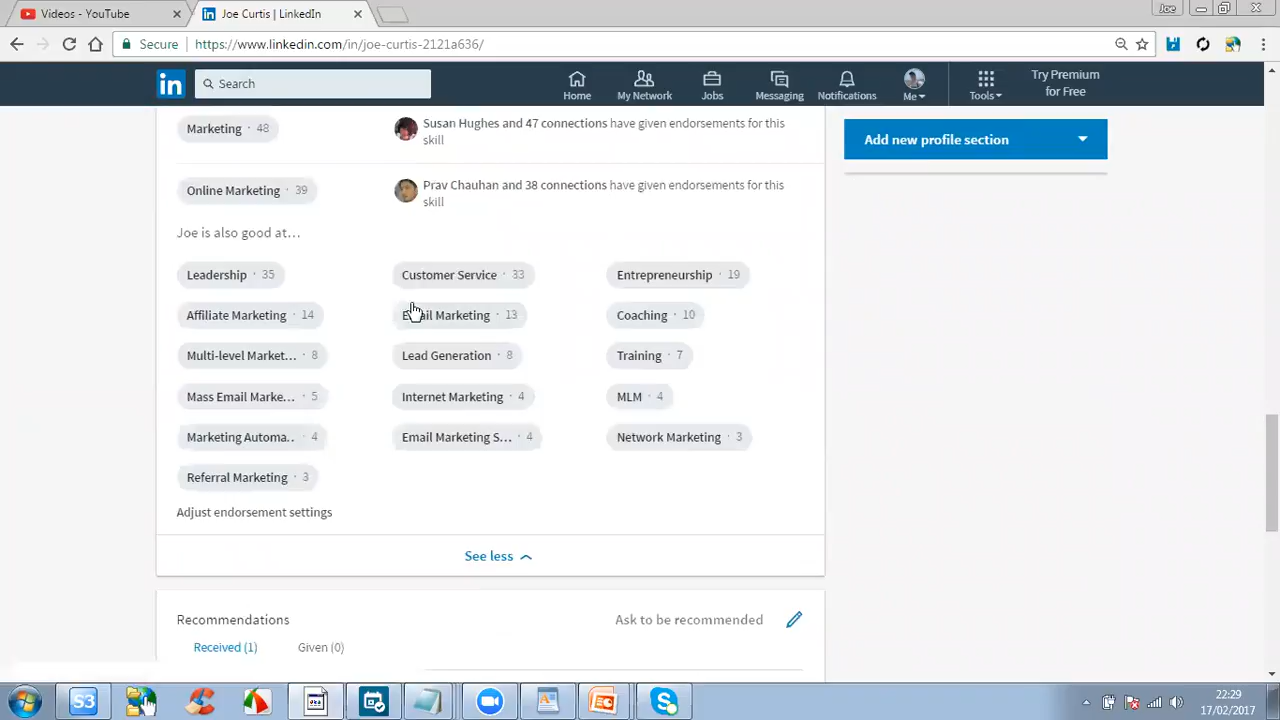 Videos - YouTube
Joe Curtis | LinkedIn
Joe
Secure
https://www.linkedin.com/in/joe-curtis-2121a636/
in
Search
Home
My Network
Jobs
Messaging
Notifications
Me
Tools
Try Premium
for Free
Marketing · 48
Susan Hughes and 47 connections have given endorsements for this
skill
Add new profile section
Online Marketing · 39
Prav Chauhan and 38 connections have given endorsements for this
skill
Joe is also good at…
Leadership · 35
Customer Service · 33
Entrepreneurship · 19
Affiliate Marketing · 14
Email Marketing · 13
Coaching · 10
Multi-level Market... · 8
Lead Generation · 8
Training · 7
Mass Email Marke... · 5
Internet Marketing · 4
MLM · 4
Marketing Automa.. · 4
Email Marketing S... · 4
Network Marketing · 3
Referral Marketing · 3
Adjust endorsement settings
See less
Recommendations
Ask to be recommended
Received (1)
Given (0)
S3
22:29
17/02/2017